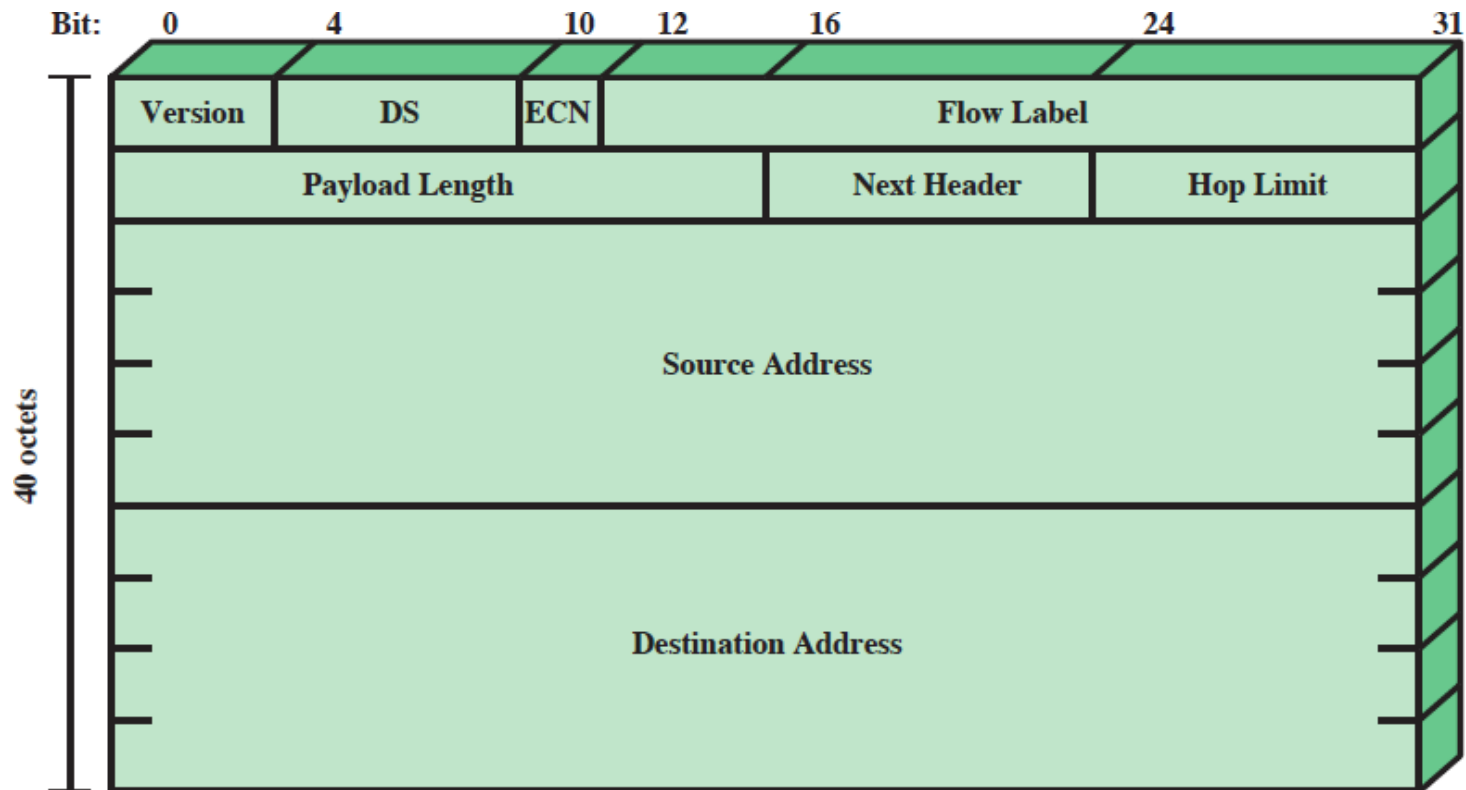 Bit: 0 4 10 12 16 24 31
Version DS ECN Flow Label
Payload Length Next Header Hop Limit
Source Address
40 octets
Destination Address